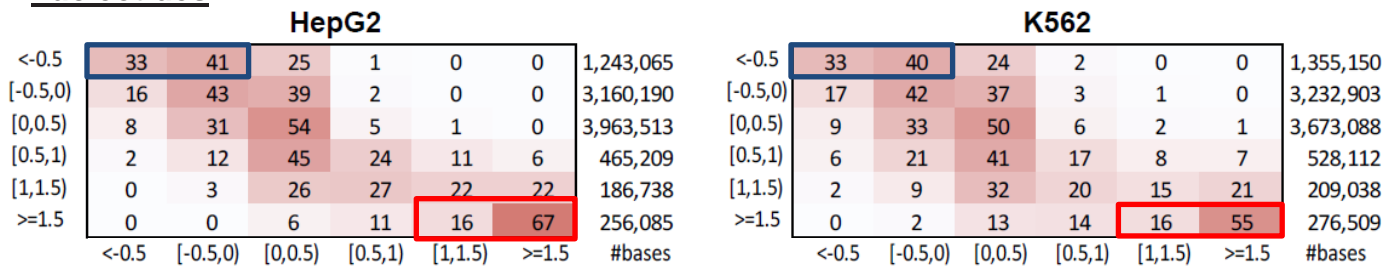 HepG2 K562
<-0.5 33 41 25 1 0 0 1,243,065 <-0.5 33 40 24 2 0 0 1,355,150
[-0.5,0) 16 43 39 2 0 0 3,160,190 [-0.5,0) 17 42 37 3 1 0 3,232,903
[0,0.5) 8 31 54 5 1 0 3,963,513 [0,0.5) 9 33 50 6 2 1 3,673,088
[0.5,1) 2 12 45 24 11 6 465,209 [0.5,1) 6 21 41 17 8 7 528,112
[1,1.5) 0 3 26 27 22 22 186,738 [1,1.5) 2 9 32 20 15 21 209,038
>=1.5 0 0 6 11 16 67 256,085 >=1.5 0 2 13 14 16 55 276,509
<-0.5 [-0.5,0) [0,0.5) [0.5,1) [1,1.5) >=1.5 #bases <-0.5 [-0.5,0) [0,0.5) [0.5,1) [1,1.5) >=1.5 #bases